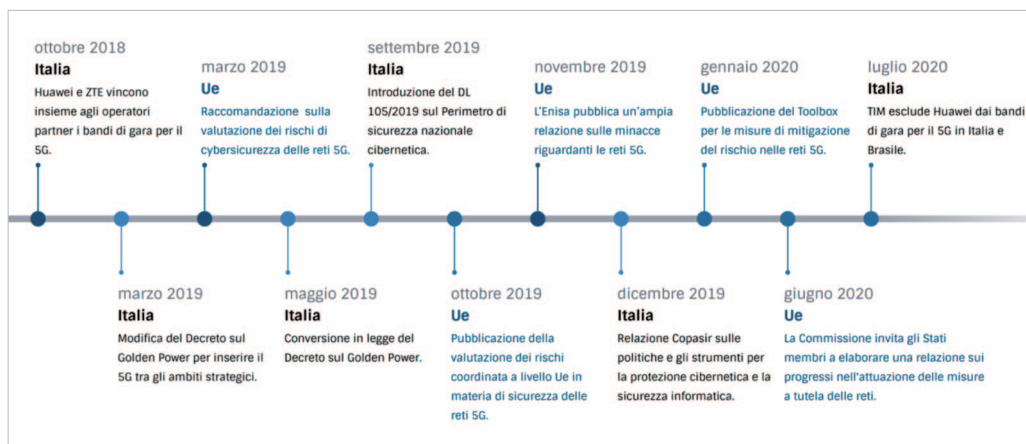 ottobre 2018
Italia
Huawei e ZTE vincono
insieme agli operatori
partner i bandi di gara per il
5G.
marzo 2019
Italia
Modifica del Decreto sul
Golden Power per inserire il
5G tra gli ambiti strategici.
marzo 2019
Ue
Raccomandazione sulla
valutazione dei rischi di
cybersicurezza delle reti 5G.
maggio 2019
Italia
Conversione in legge del
Decreto sul Golden Power.
settembre 2019
Italia
Introduzione del DL
105/2019 sul Perimetro di
sicurezza nazionale
cibernetica.
ottobre 2019
Ue
Pubblicazione della
valutazione dei rischi
coordinata a livello Ue in
materia di sicurezza delle
reti 5G.
novembre 2019
Ue
L'Enisa pubblica un'ampia
relazione sulle minacce
riguardanti le reti 5G.
dicembre 2019
Italia
Relazione Copasir sulle
politiche e gli strumenti per
la protezione cibernetica e la
sicurezza informatica.
gennaio 2020
Ue
Pubblicazione del Toolbox
per le misure di mitigazione
del rischio nelle reti 5G.
giugno 2020
Ue
La Commissione invita gli Stati
membri a elaborare una relazione sui
progressi nell'attuazione delle misure
a tutela delle reti.
luglio 2020
Italia
TIM esclude Huawei dai bandi
di gara per il 5G in Italia e
Brasile.